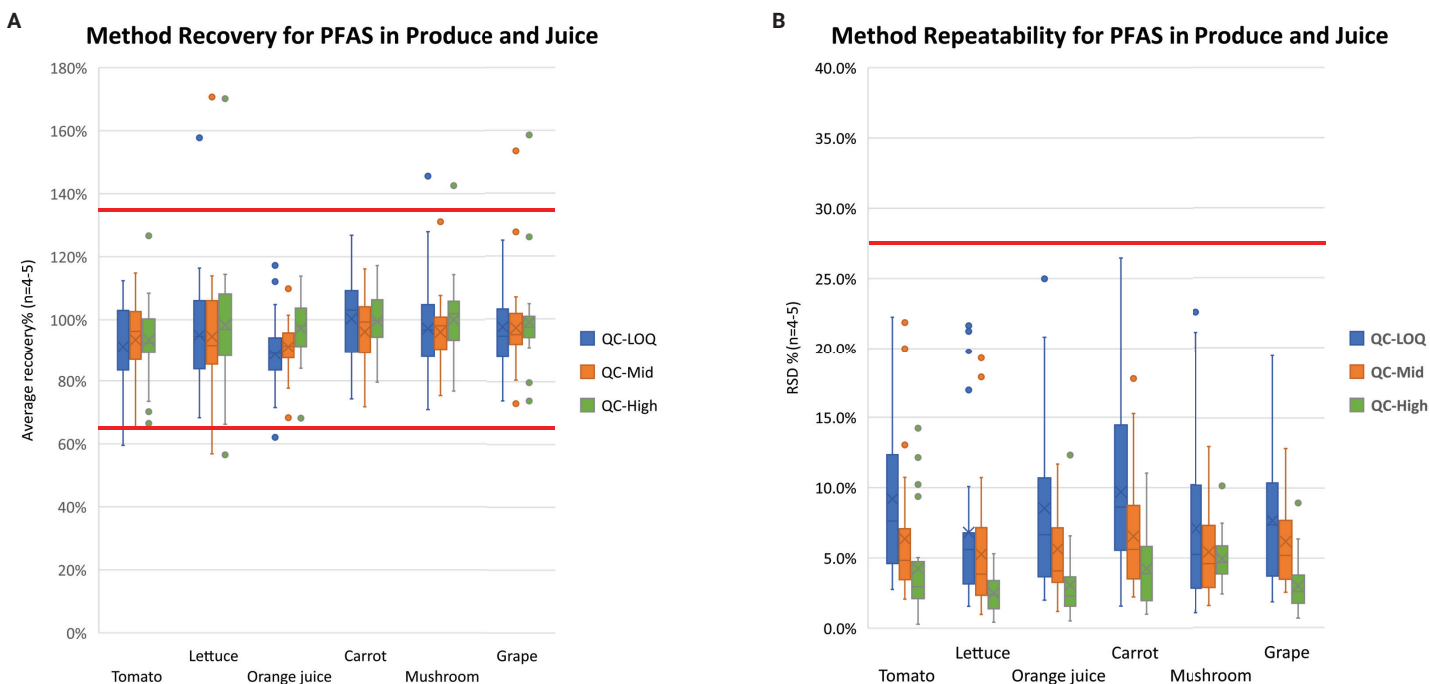 A
Method Recovery for PFAS in Produce and Juice
180%
160%
140%
120%
100%
80%
60%
40%
20%
0%
Average recovery% (n=4-5)
Tomato
Lettuce
Orange juice
Carrot
Mushroom
Grape
QC-LOQ
QC-Mid
QC-High
B
Method Repeatability for PFAS in Produce and Juice
40.0%
35.0%
30.0%
25.0%
20.0%
15.0%
10.0%
5.0%
0.0%
RSD % (n=4-5)
Tomato
Lettuce
Orange juice
Carrot
Mushroom
Grape
QC-LOQ
QC-Mid
QC-High